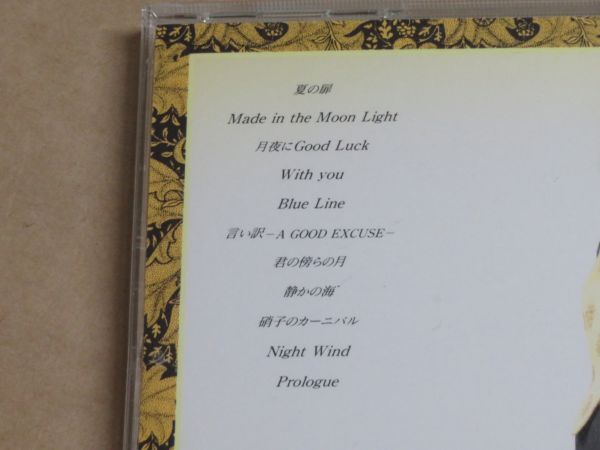 夏の扉
Made in the Moon Light
月夜にGood Luck
With you
Blue Line
言い訳－A GOOD EXCUSE－
君の傍らの月
静かの海
硝子のカーニバル
Night Wind
Prologue